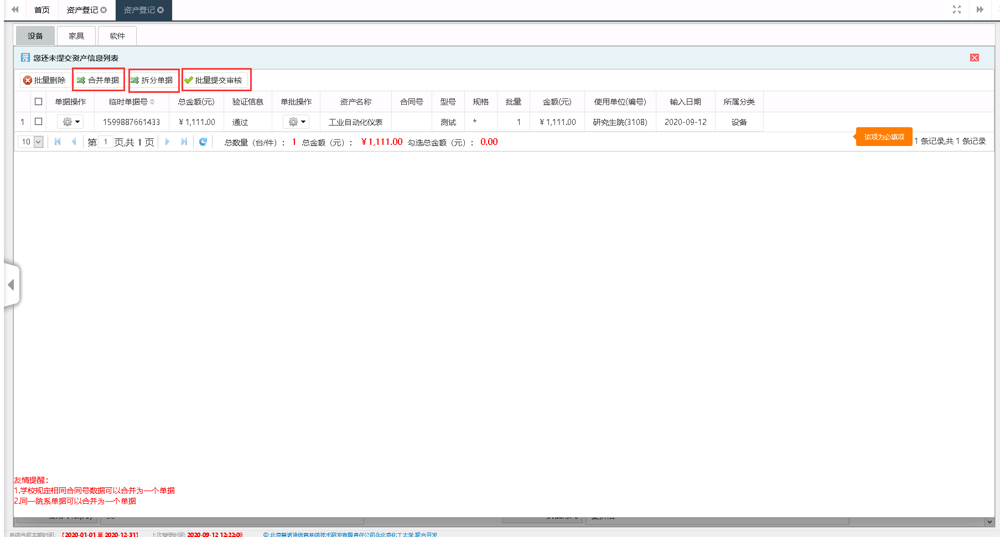 首页 资产登记 资产登记
设备 家具 软件
您还未提交资产信息列表
批量删除 合并单据 拆分单据 批量提交审核
单据操作 临时单据号 总金额(元) 验证信息 单批操作 资产名称 合同号 型号 规格 批量 金额(元) 使用单位(编号) 输入日期 所属分类
1 1599887661433 ¥ 1,111.00 通过 工业自动化仪表 测试 * 1 ¥ 1,111.00 研究生院(3108) 2020-09-12 设备
10 第 1 页,共 1 页 总数量（台/件）： 1 总金额（元）： ¥ 1,111.00 勾选总金额（元）： 0.00 该项为必填项 1 条记录,共 1 条记录
友情提醒：
1.学校规定相同合同号数据可以合并为一个单据
2.同一院系单据可以合并为一个单据
系统当前本期时间: 【2020-01-01 至 2020-12-31】 上次登录时间: 2020-09-12 12:22:08 © 北京普诺迪信息系统技术研发有限责任公司&北京化工大学 联合开发